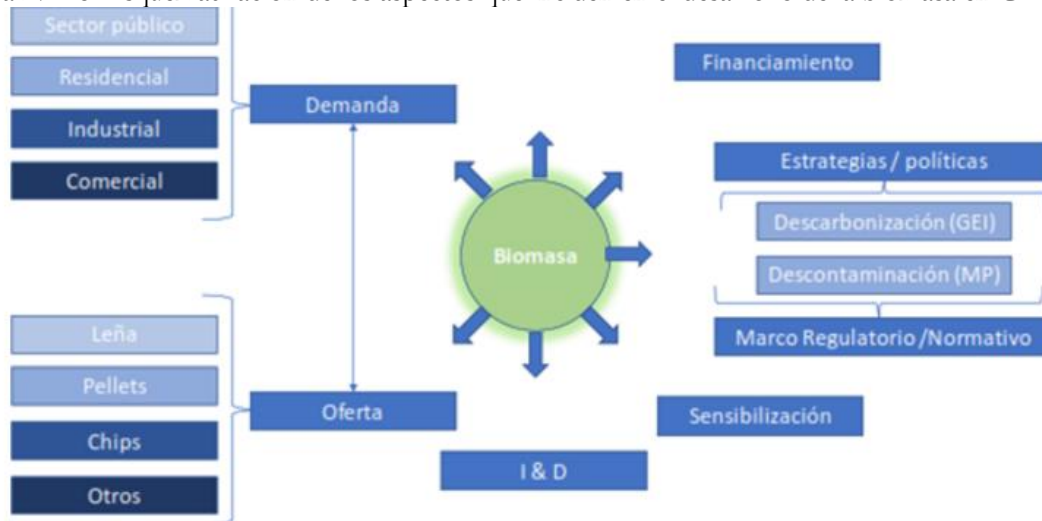 Sector público
Residencial
Industrial
Comercial
Demanda
Financiamiento
Estrategias / políticas
Descarbonización (GEI)
Descontaminación (MP)
Marco Regulatorio /Normativo
Biomasa
Leña
Pellets
Chips
Otros
Oferta
Sensibilización
I & D